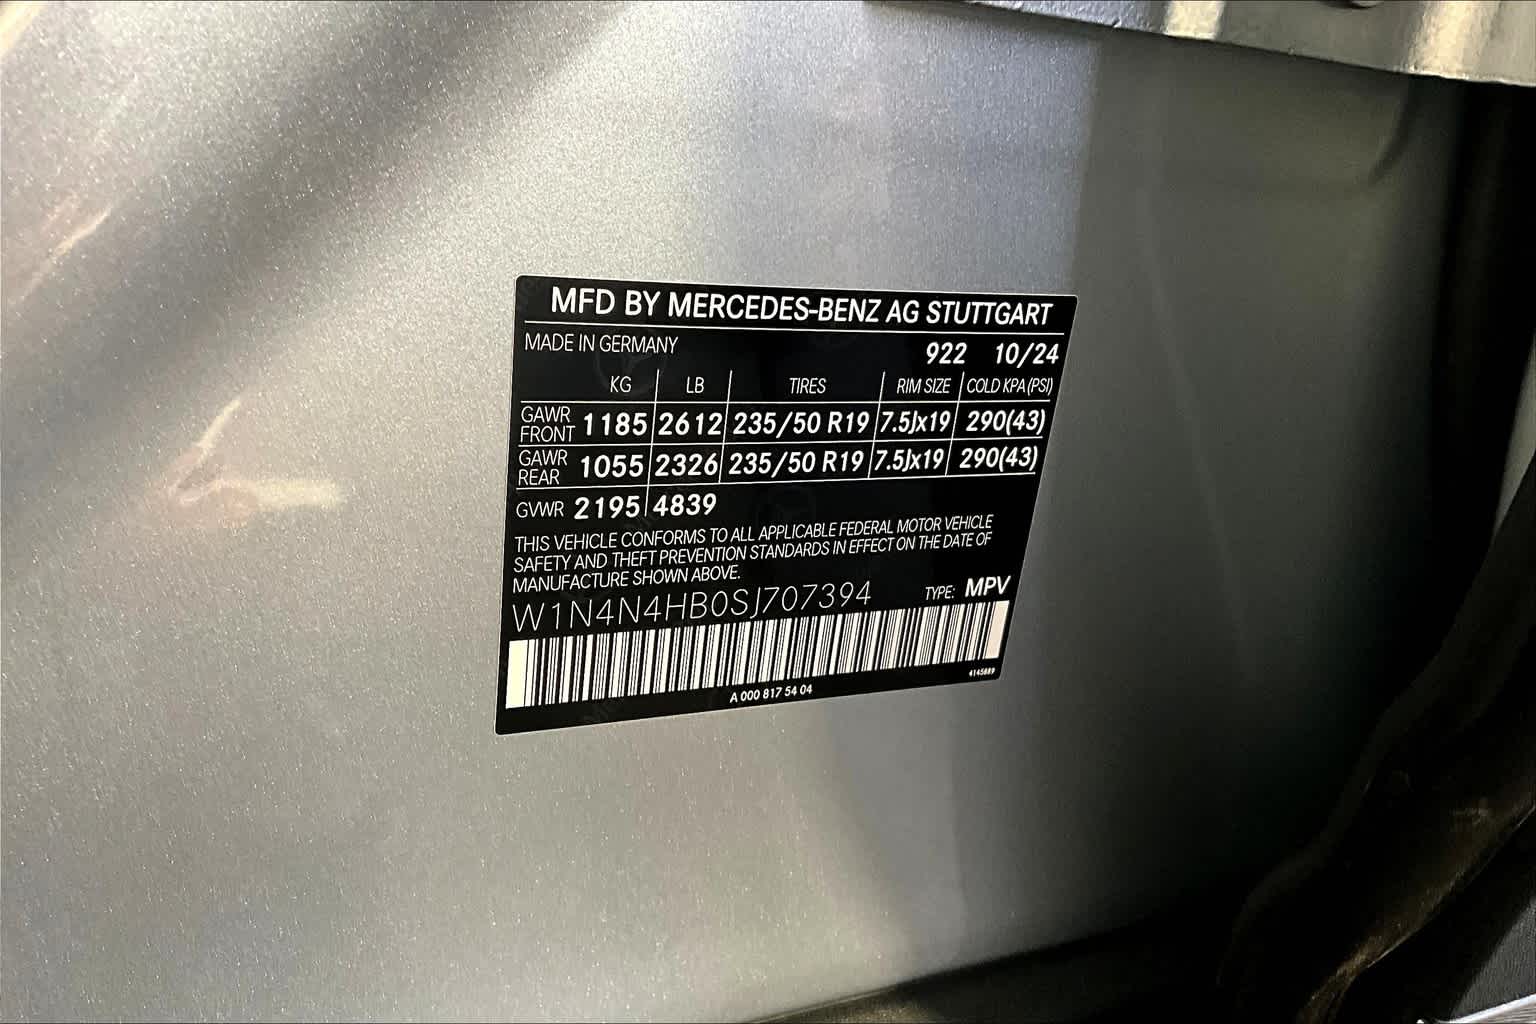 MFD BY MERCEDES-BENZ AG STUTTGART
MADE IN GERMANY
922 10/24
KG LB TIRES RIM SIZE COLD KPA (PSI)
GAWR FRONT 1185 2612 235/50 R19 7.5Jx19 290(43)
GAWR REAR 1055 2326 235/50 R19 7.5Jx19 290(43)
GVWR 2195 4839
THIS VEHICLE CONFORMS TO ALL APPLICABLE FEDERAL MOTOR VEHICLE
SAFETY AND THEFT PREVENTION STANDARDS IN EFFECT ON THE DATE OF
MANUFACTURE SHOWN ABOVE.
W1N4N4HB0SJ707394 TYPE: MPV
4145889
A 000 817 54 04